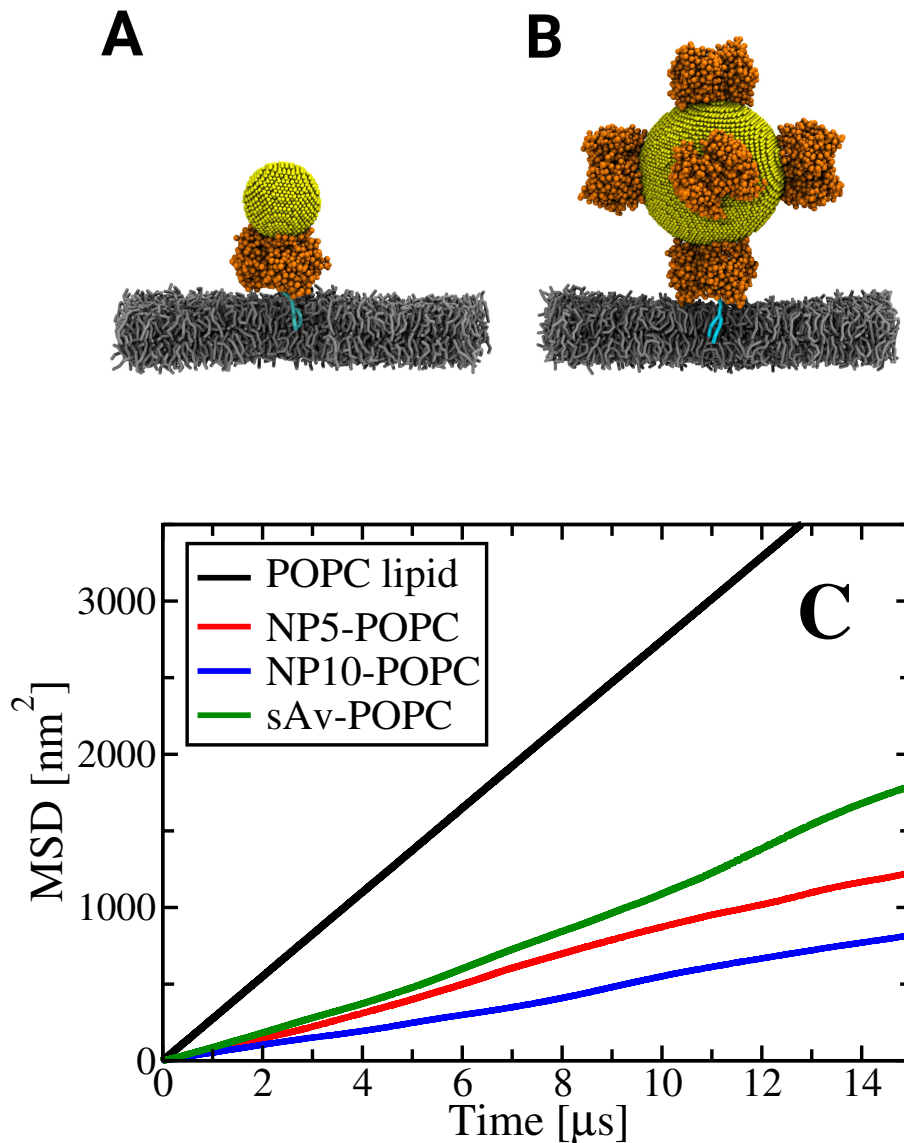 A
B
POPC lipid
NP5-POPC
NP10-POPC
sAv-POPC
C
3000
2000
1000
0
MSD [nm²]
0 2 4 6 8 10 12 14
Time [μs]